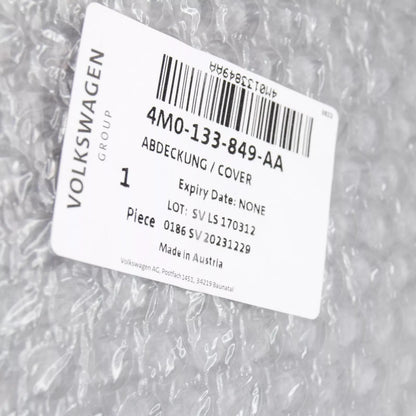 VOLKSWAGEN
GROUP
4M0133849AA
4M0-133-849-AA
ABDECKUNG / COVER
1
Piece
Expiry Date: NONE
LOT: SV LS 170312
0186 SV 20231229
Made in Austria
Volkswagen AG, Postfach 1451, 34219 Baunatal